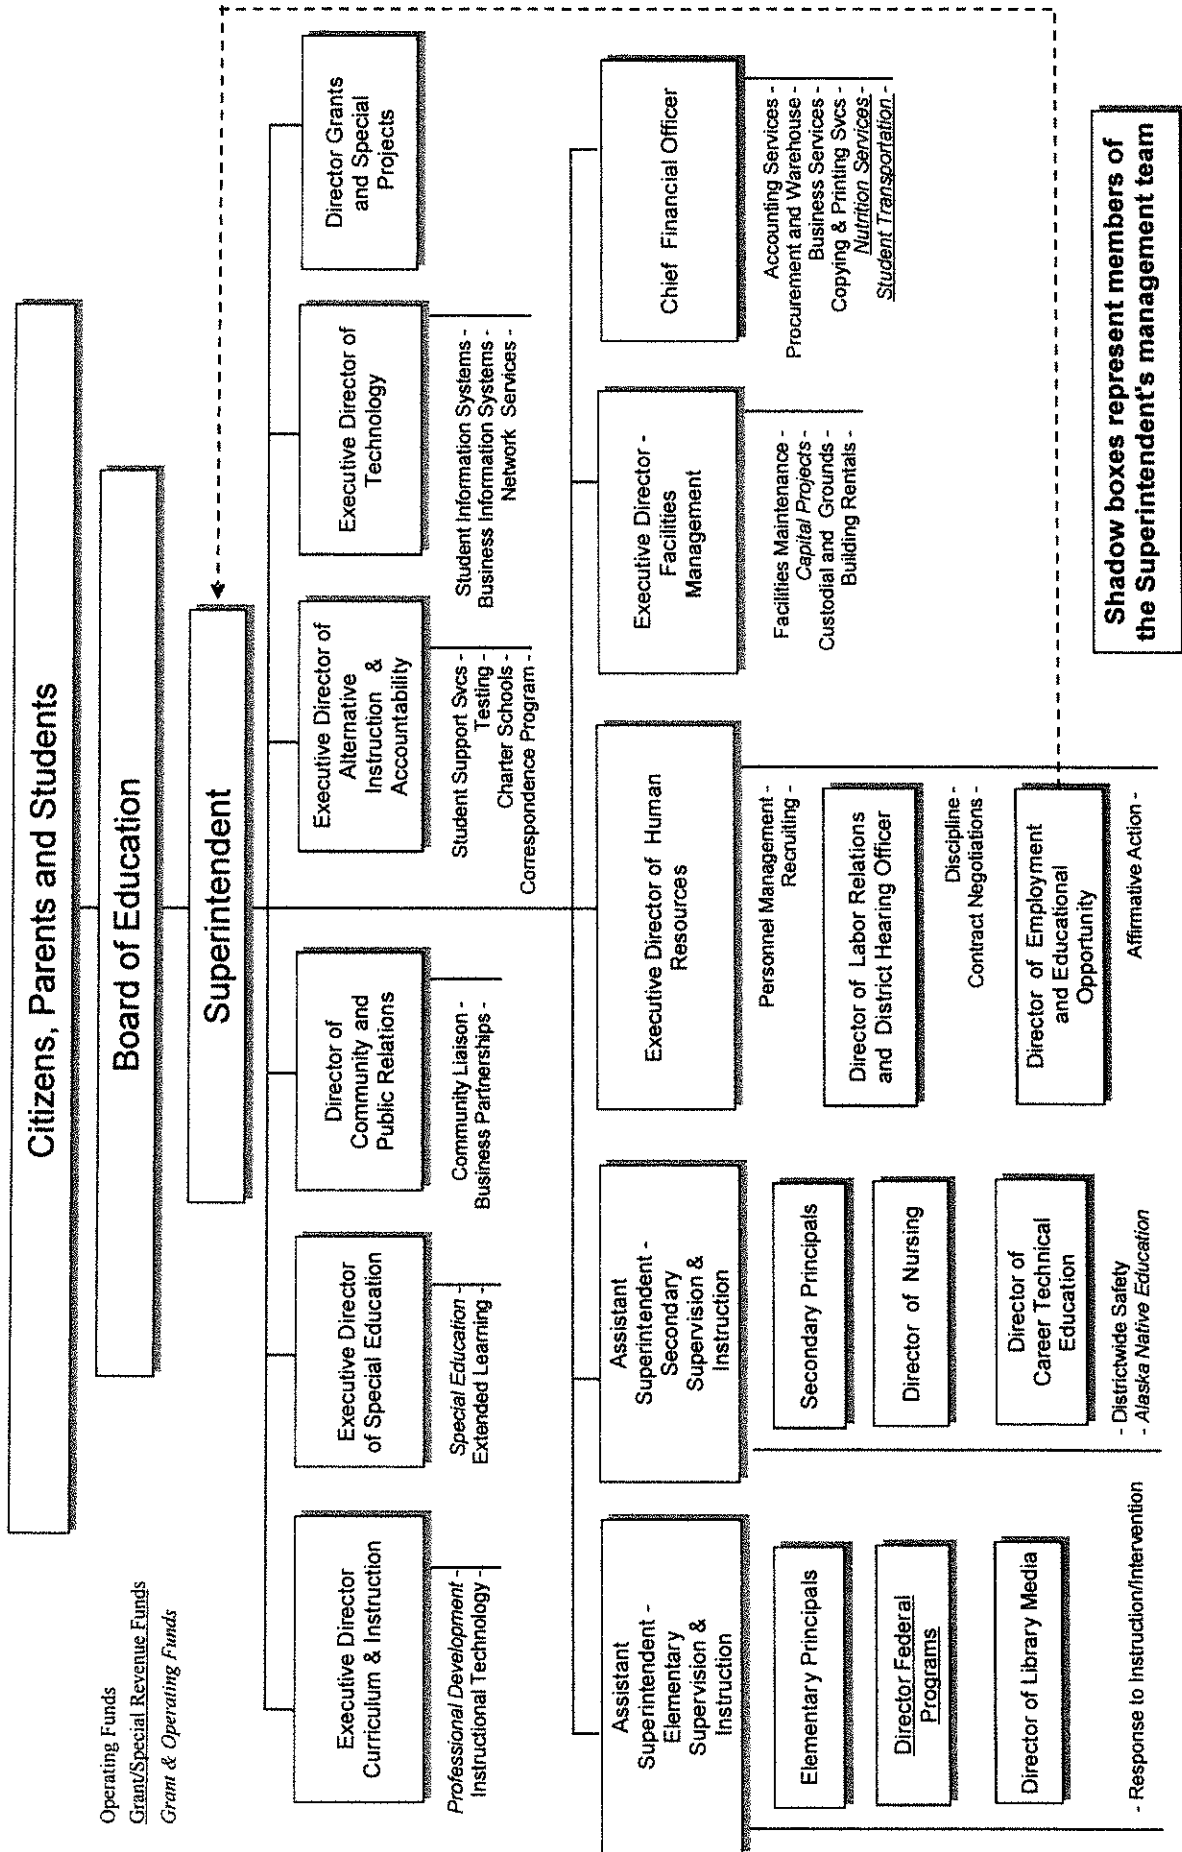 Citizens, Parents and Students
Board of Education
Superintendent
Operating Funds
Grant/Special Revenue Funds
Grant & Operating Funds
Executive Director
Curriculum & Instruction
Professional Development -
Instructional Technology -
Executive Director
of Special Education
Special Education -
Extended Learning -
Director of
Community and
Public Relations
Community Liaison -
Business Partnerships -
Executive Director of
Alternative
Instruction &
Accountability
Student Support Svcs -
Testing -
Charter Schools -
Correspondence Program -
Executive Director of
Technology
Student Information Systems -
Business Information Systems -
Network Services -
Director Grants
and Special
Projects
Assistant
Superintendent -
Elementary
Supervision &
Instruction
Elementary Principals
Director Federal
Programs
Director of Library Media
- Response to Instruction/Intervention
Assistant
Superintendent -
Secondary
Supervision &
Instruction
Secondary Principals
Director of Nursing
Director of
Career Technical
Education
- Districtwide Safety
- Alaska Native Education
Executive Director of Human
Resources
Personnel Management -
Recruiting -
Director of Labor Relations
and District Hearing Officer
Discipline -
Contract Negotiations -
Director of Employment
and Educational
Opportunity
Affirmative Action -
Executive Director -
Facilities
Management
Facilities Maintenance -
Capital Projects -
Custodial and Grounds -
Building Rentals -
Chief Financial Officer
Accounting Services -
Procurement and Warehouse -
Business Services -
Copying & Printing Svcs -
Nutrition Services -
Student Transportation -
Shadow boxes represent members of
the Superintendent's management team